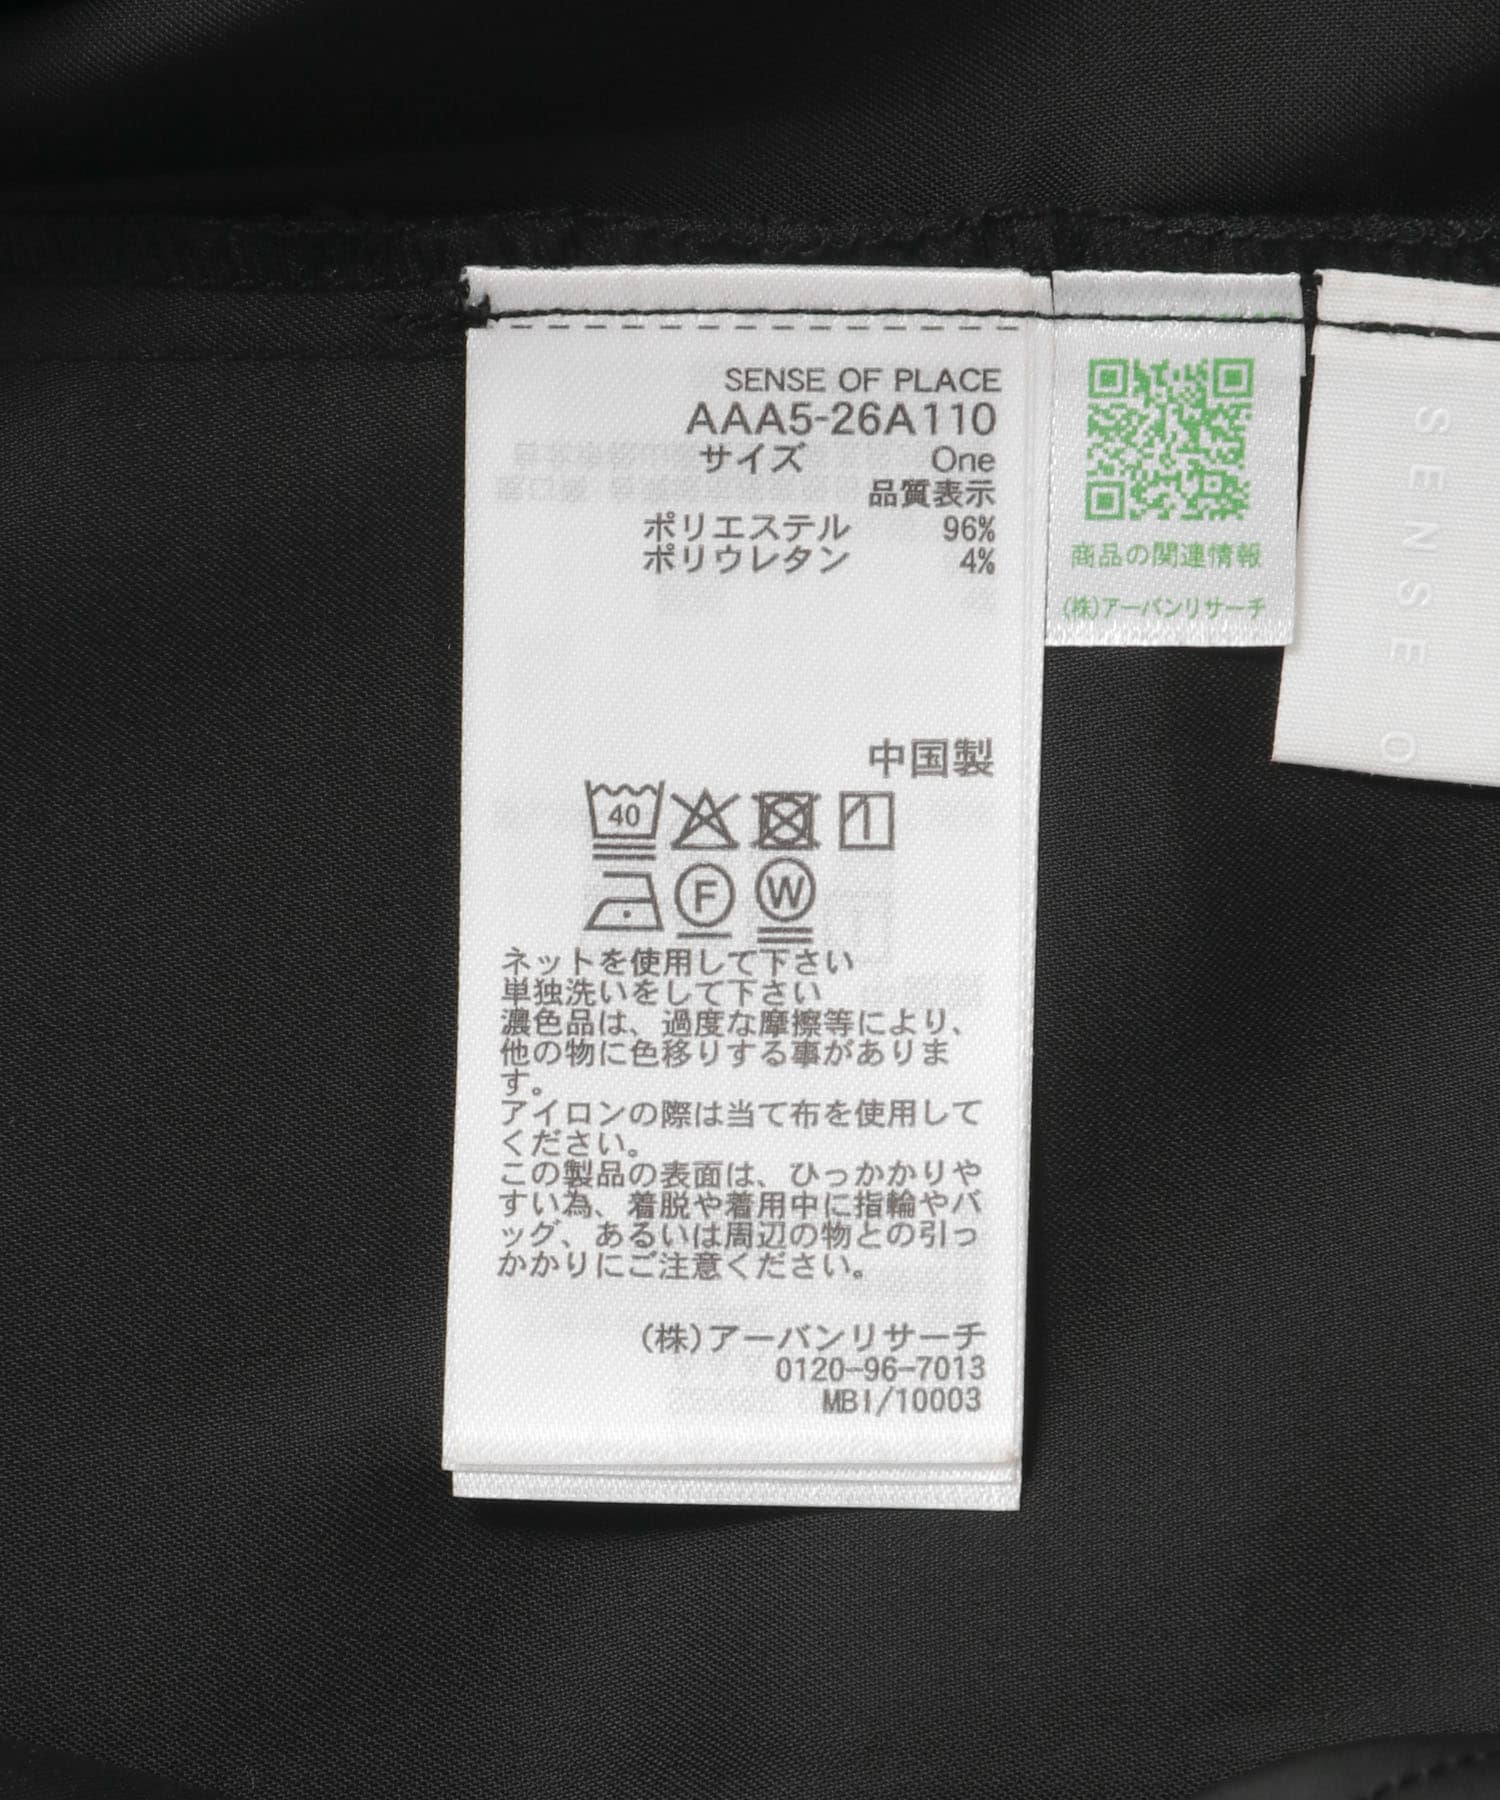 SENSE OF PLACE
AAA5-26A110
サイズ One
品質表示
ポリエステル 96%
ポリウレタン 4%
中国製
40
F W
ネットを使用して下さい
単独洗いをして下さい
濃色品は、過度な摩擦等により、
他の物に色移りする事がありま
す。
アイロンの際は当て布を使用して
ください。
この製品の表面は、ひっかかりや
すい為、着脱や着用中に指輪やバ
ッグ、あるいは周辺の物との引っ
かかりにご注意ください。
(株)アーバンリサーチ
0120-96-7013
MBI/10003
商品の関連情報
(株)アーバンリサーチ
SENSE O